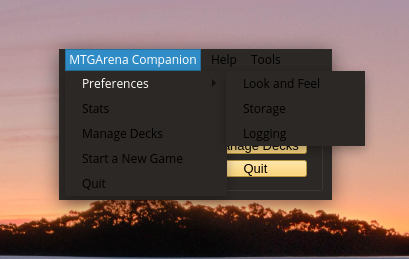 MTGArena Companion Help Tools
Preferences
Look and Feel
Stats
Storage
Manage Decks
Logging
anage Decks
Start a New Game
Quit
Quit